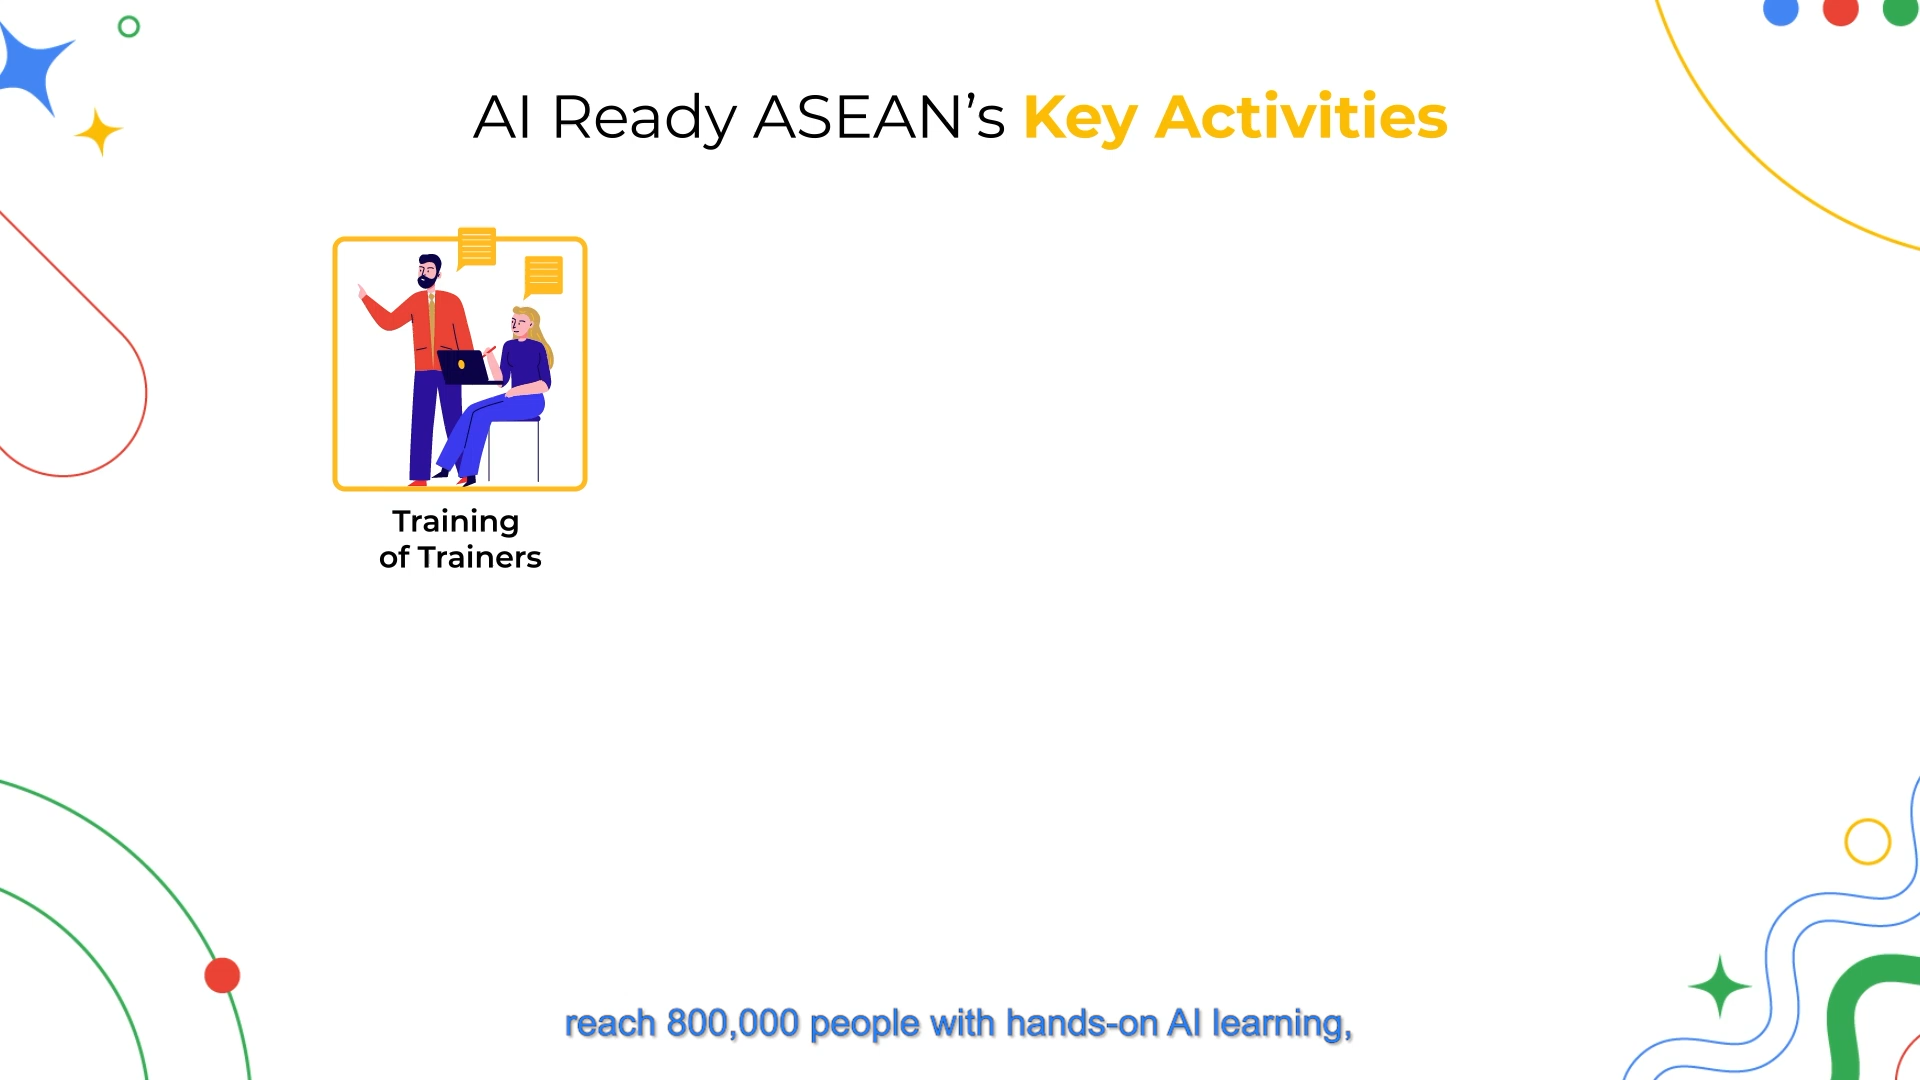 AI Ready ASEAN’s Key Activities
Training
of Trainers
reach 800,000 people with hands-on AI learning,